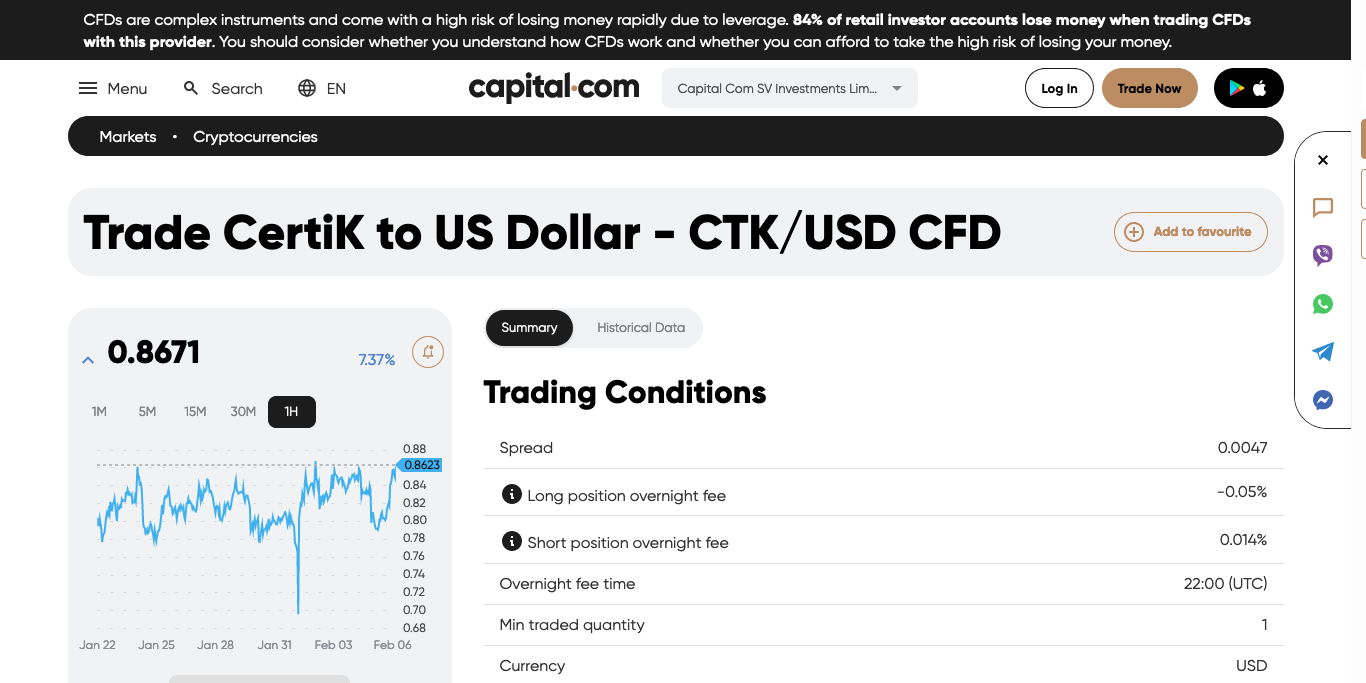 CFDs are complex instruments and come with a high risk of losing money rapidly due to leverage. 84% of retail investor accounts lose money when trading CFDs
with this provider. You should consider whether you understand how CFDs work and whether you can afford to take the high risk of losing your money.
Menu Search EN capital.com Capital Com SV Investments Lim... Log In Trade Now
Markets • Cryptocurrencies
Trade CertiK to US Dollar - CTK/USD CFD
Add to favourite
0.8671 7.37%
1M 5M 15M 30M 1H
0.88
0.8623
0.84
0.82
0.80
0.78
0.76
0.74
0.72
0.70
0.68
Jan 22 Jan 25 Jan 28 Jan 31 Feb 03 Feb 06
Summary Historical Data
Trading Conditions
Spread 0.0047
Long position overnight fee -0.05%
Short position overnight fee 0.014%
Overnight fee time 22:00 (UTC)
Min traded quantity 1
Currency USD